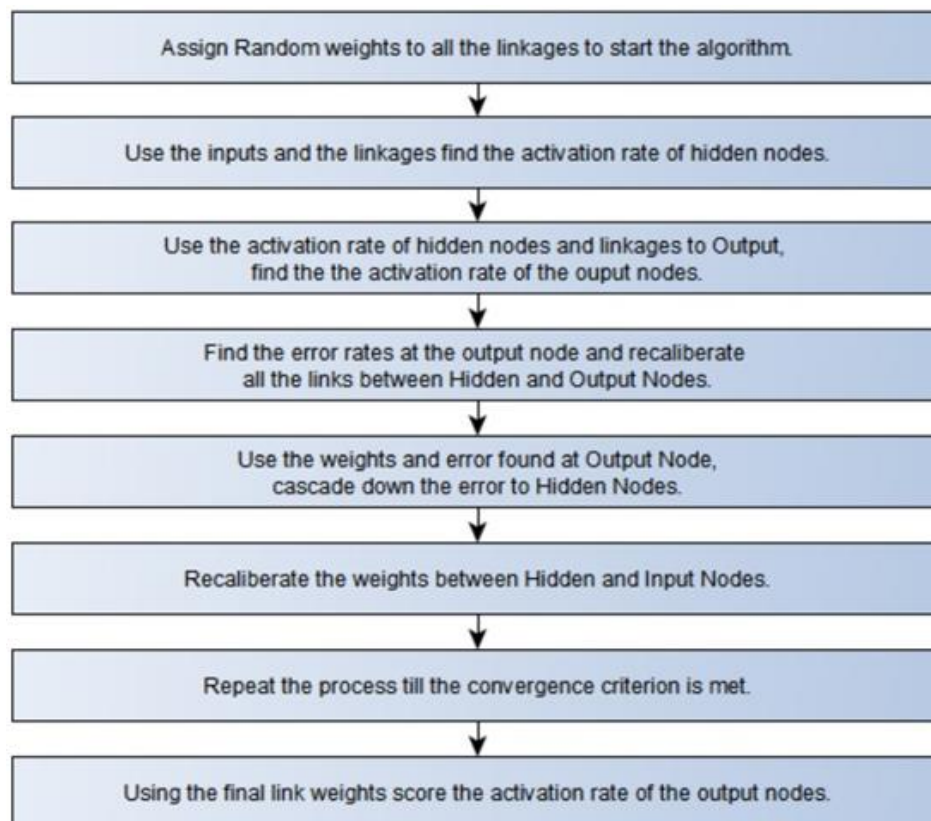 Assign Random weights to all the linkages to start the algorithm.
Use the inputs and the linkages find the activation rate of hidden nodes.
Use the activation rate of hidden nodes and linkages to Output,
find the the activation rate of the ouput nodes.
Find the error rates at the output node and recaliberate
all the links between Hidden and Output Nodes.
Use the weights and error found at Output Node,
cascade down the error to Hidden Nodes.
Recaliberate the weights between Hidden and Input Nodes.
Repeat the process till the convergence criterion is met.
Using the final link weights score the activation rate of the output nodes.